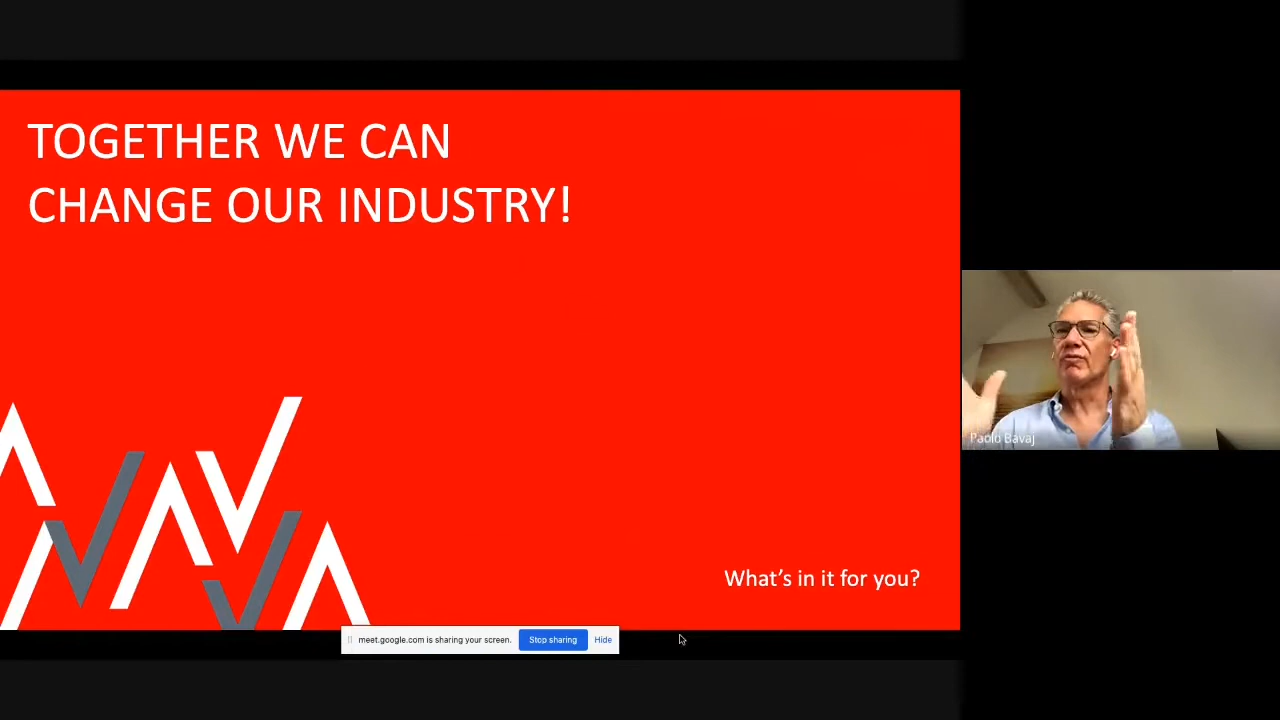 TOGETHER WE CAN
CHANGE OUR INDUSTRY!
What's in it for you?
Paolo Bavaj
meet.google.com is sharing your screen. Stop sharing Hide